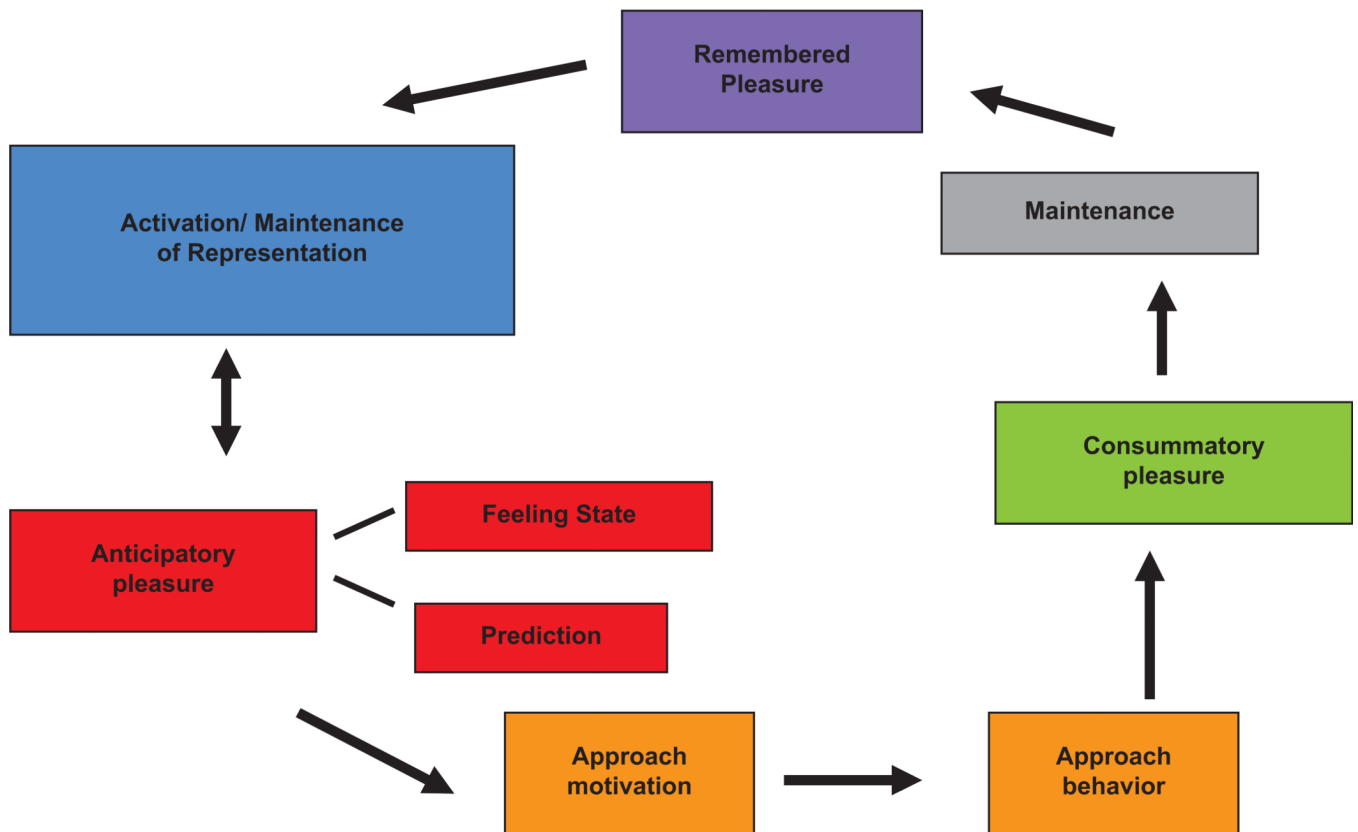 Remembered
Pleasure
Activation/ Maintenance
of Representation
Maintenance
Consummatory
pleasure
Feeling State
Anticipatory
pleasure
Prediction
Approach
motivation
Approach
behavior